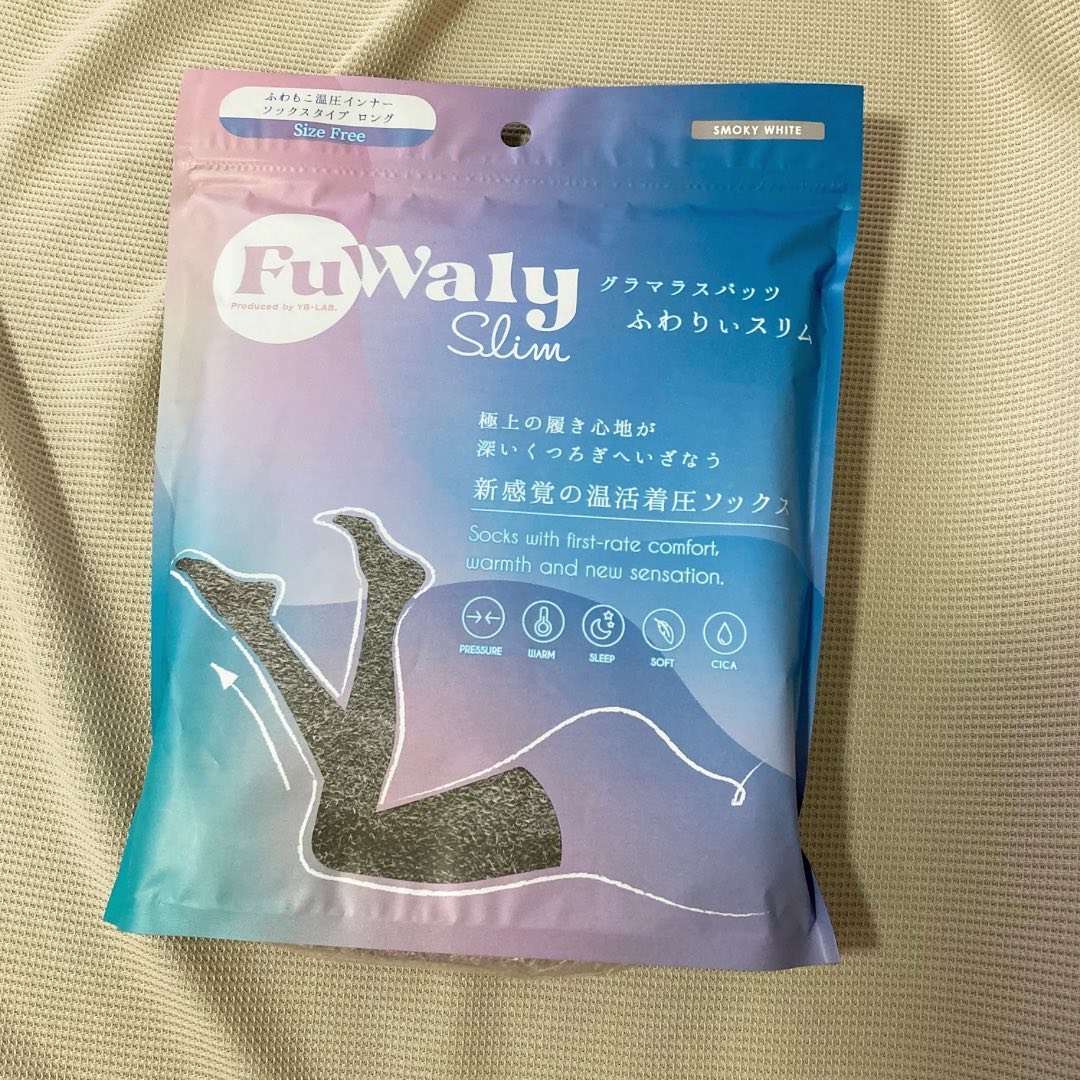 ふわもこ温圧インナー
ソックスタイプ ロング
Size Free
SMOKY WHITE
FuWaly
Produced by YB-LAB.
Slim
グラマラスパッツ
ふわりぃスリム
極上の履き心地が
深いくつろぎへいざなう
新感覚の温活着圧ソックス
Socks with first-rate comfort,
warmth and new sensation.
PRESSURE WARM SLEEP SOFT CICA